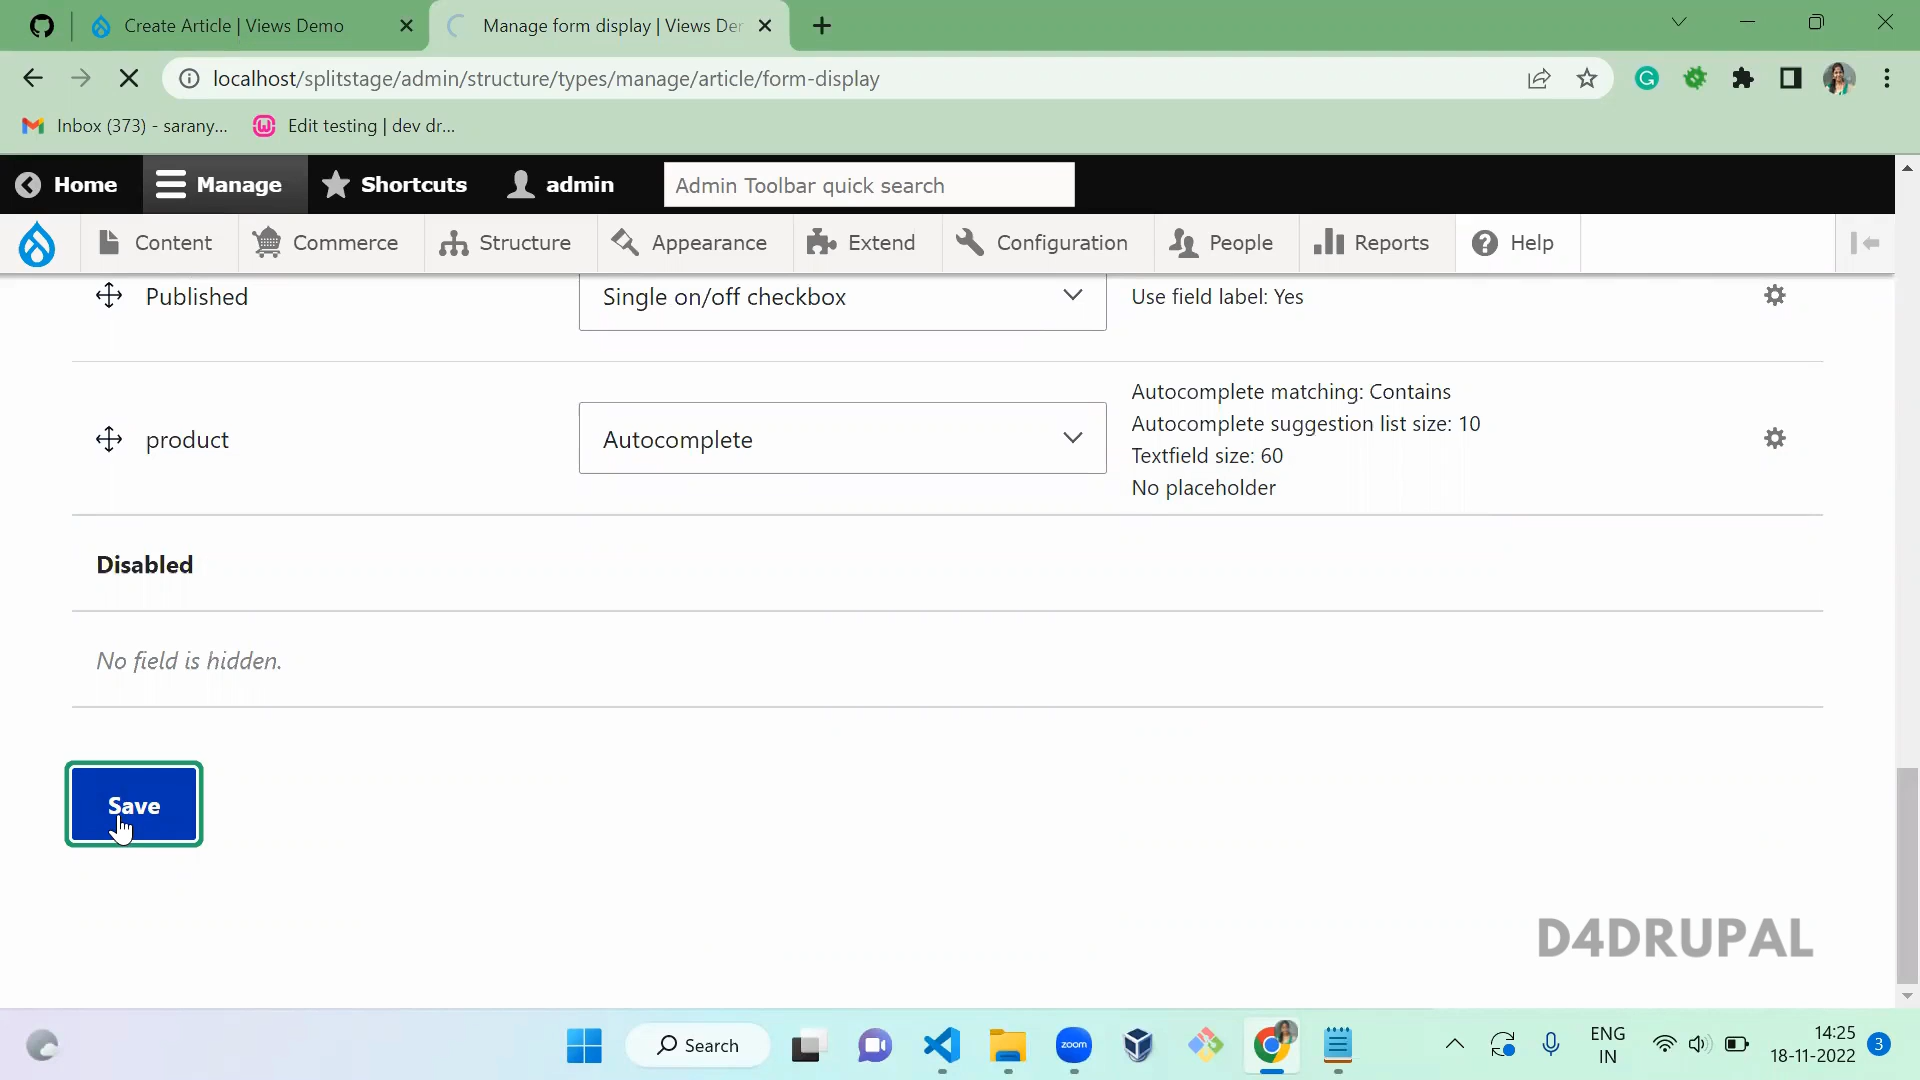 Create Article | Views Demo
Manage form display | Views Der
localhost/splitstage/admin/structure/types/manage/article/form-display
Inbox (373) - sarany...
Edit testing | dev dr...
Home
Manage
Shortcuts
admin
Admin Toolbar quick search
Content
Commerce
Structure
Appearance
Extend
Configuration
People
Reports
Help
Published
Single on/off checkbox
Use field label: Yes
product
Autocomplete
Autocomplete matching: Contains
Autocomplete suggestion list size: 10
Textfield size: 60
No placeholder
Disabled
No field is hidden.
Save
D4DRUPAL
Search
zoom
ENG
IN
14:25
18-11-2022
3